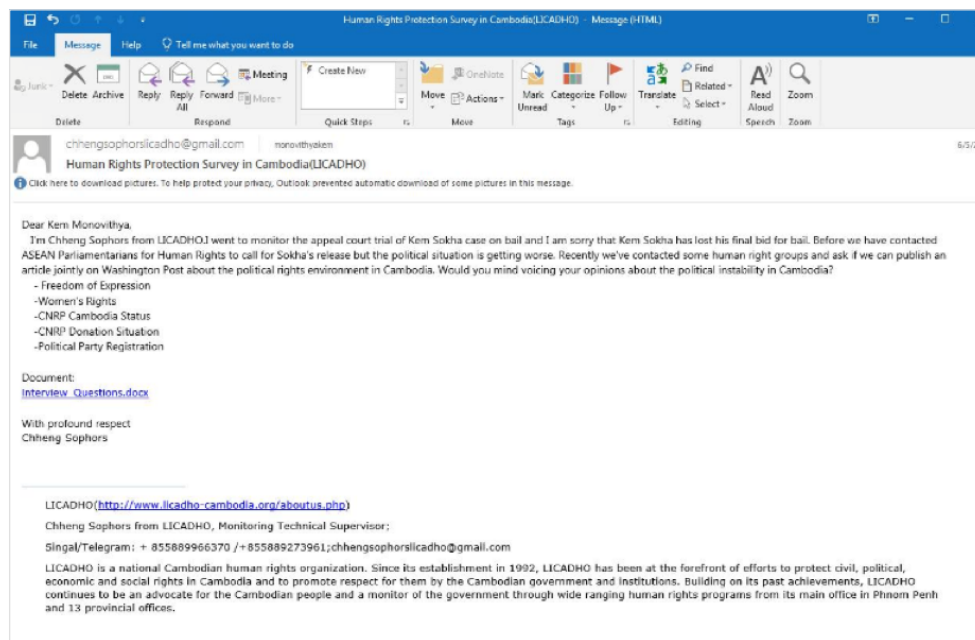 Human Rights Protection Survey in Cambodia(LICADHO) - Message (HTML)
File Message Help Tell me what you want to do
Junk Delete Archive Reply Reply All Forward Meeting More Create New Move OneNote Actions Mark Unread Categorize Follow Up Translate Find Related Select Read Aloud Zoom
Delete Respond Quick Steps Move Tags Editing Speech Zoom
chhengsophorslicadho@gmail.com monovithyakem
6/5/2
Human Rights Protection Survey in Cambodia(LICADHO)
Click here to download pictures. To help protect your privacy, Outlook prevented automatic download of some pictures in this message.
Dear Kem Monovithya,
I'm Chheng Sophors from LICADHO.I went to monitor the appeal court trial of Kem Sokha case on bail and I am sorry that Kem Sokha has lost his final bid for bail. Before we have contacted
ASEAN Parliamentarians for Human Rights to call for Sokha's release but the political situation is getting worse. Recently we've contacted some human right groups and ask if we can publish an
article jointly on Washington Post about the political rights environment in Cambodia. Would you mind voicing your opinions about the political instability in Cambodia?
- Freedom of Expression
-Women's Rights
-CNRP Cambodia Status
-CNRP Donation Situation
-Political Party Registration
Document:
Interview_Questions.docx
With profound respect
Chheng Sophors
LICADHO(http://www.licadho-cambodia.org/aboutus.php)
Chheng Sophors from LICADHO, Monitoring Technical Supervisor;
Singal/Telegram: + 855889966370 /+855889273961;chhengsophorslicadho@gmail.com
LICADHO is a national Cambodian human rights organization. Since its establishment in 1992, LICADHO has been at the forefront of efforts to protect civil, political,
economic and social rights in Cambodia and to promote respect for them by the Cambodian government and institutions. Building on its past achievements, LICADHO
continues to be an advocate for the Cambodian people and a monitor of the government through wide ranging human rights programs from its main office in Phnom Penh
and 13 provincial offices.